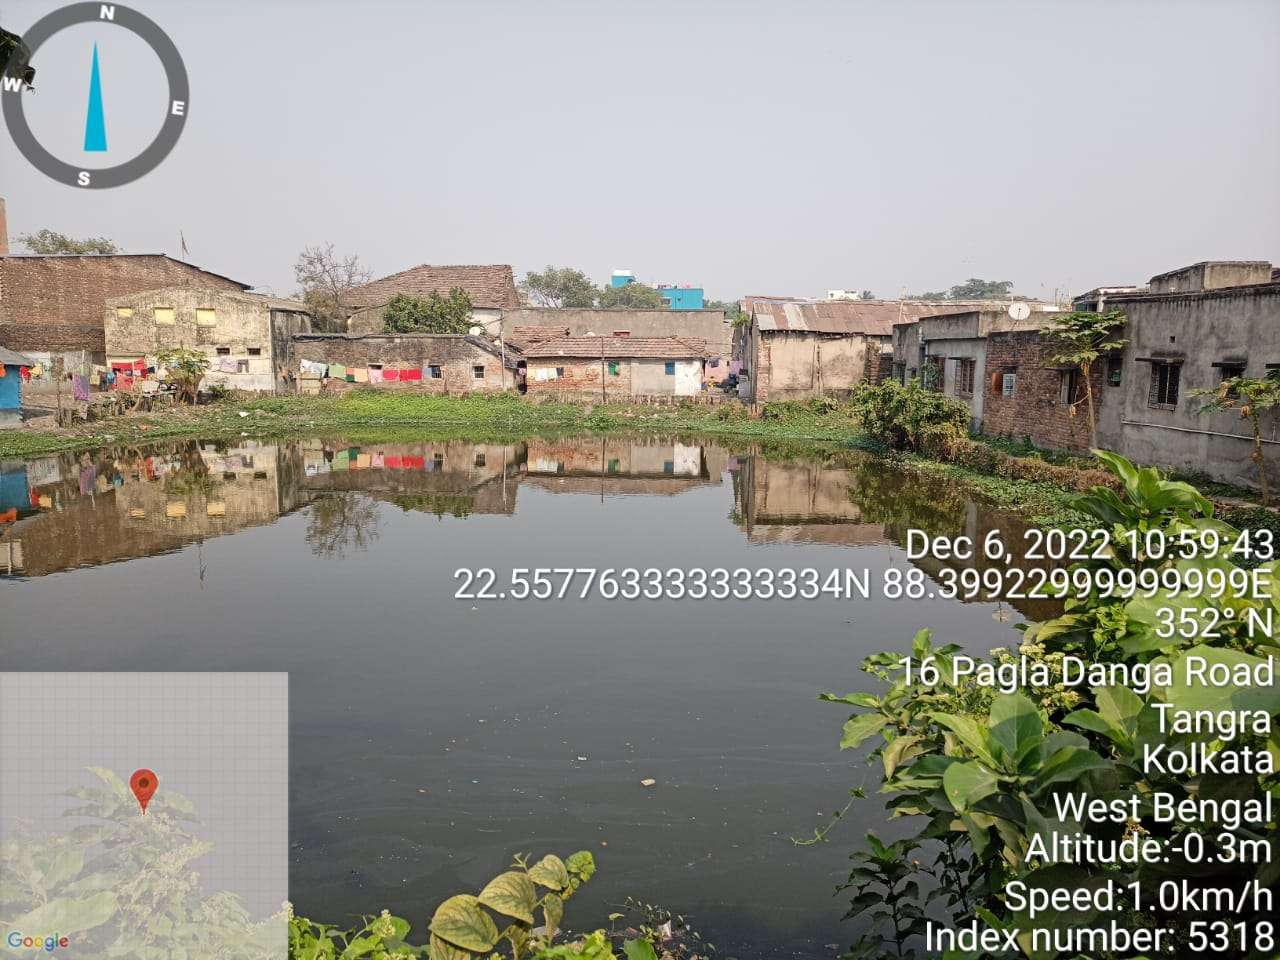 N
W
E
S
Dec 6, 2022 10:59:43
22.557763333333334N 88.39922999999999E
352° N
16 Pagla Danga Road
Tangra
Kolkata
West Bengal
Altitude:-0.3m
Speed:1.0km/h
Index number: 5318
Google